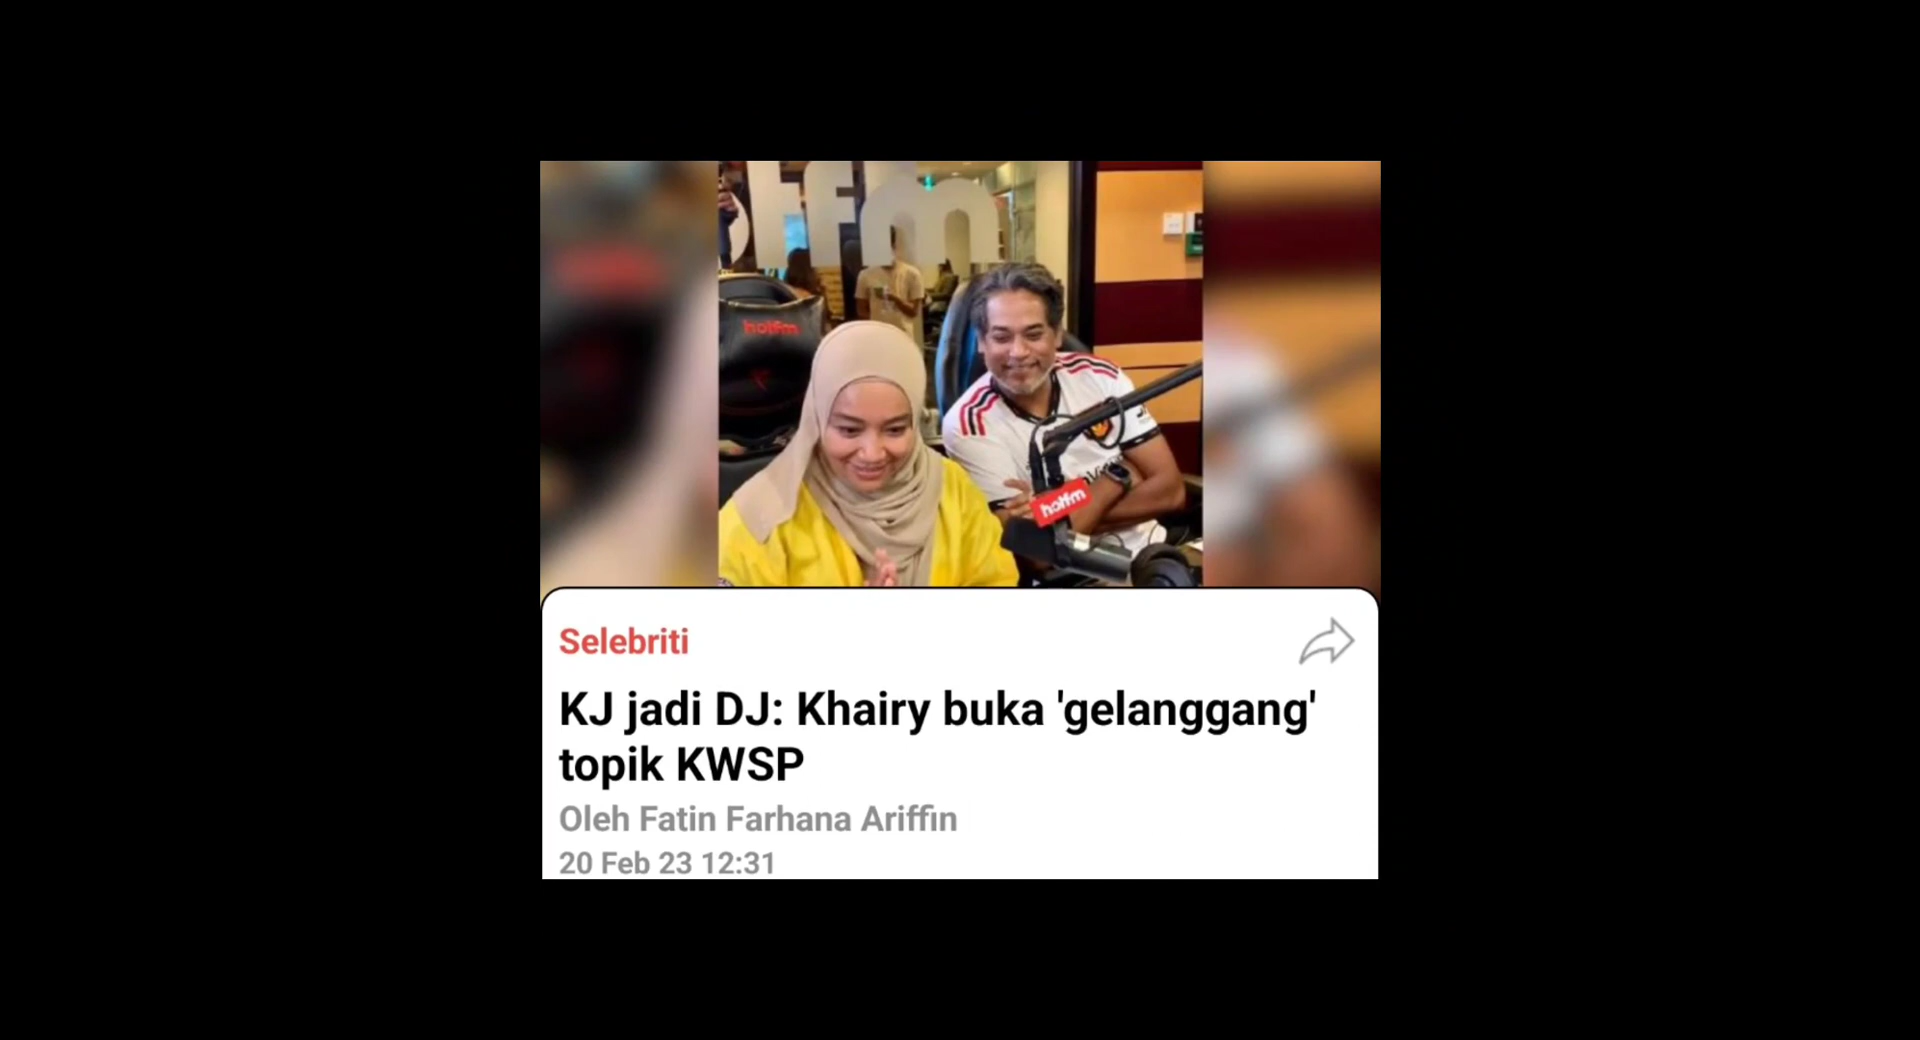 tfm
hotfm
hotfm
Selebriti
KJ jadi DJ: Khairy buka 'gelanggang'
topik KWSP
Oleh Fatin Farhana Ariffin
20 Feb 23 12:31